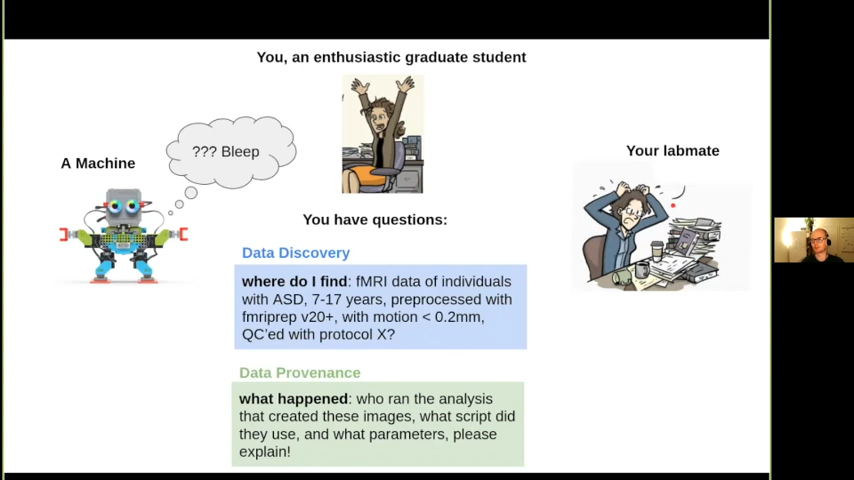 You, an enthusiastic graduate student
??? Bleep
A Machine
Your labmate
You have questions:
Data Discovery
where do I find: fMRI data of individuals
with ASD, 7-17 years, preprocessed with
fmriprep v20+, with motion < 0.2mm,
QC'ed with protocol X?
Data Provenance
what happened: who ran the analysis
that created these images, what script did
they use, and what parameters, please
explain!